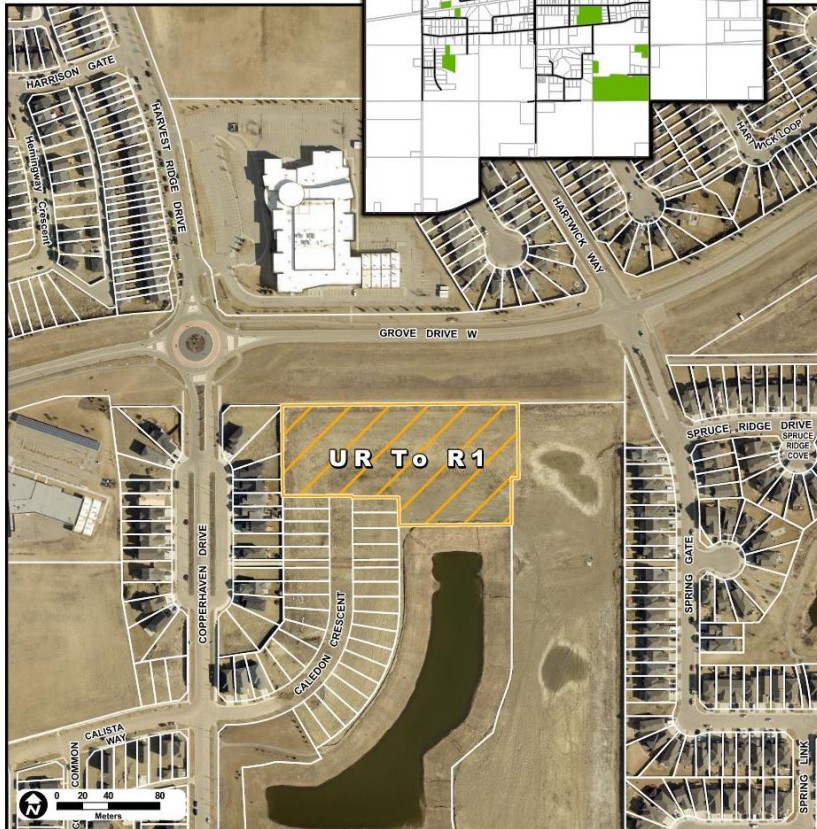 HARRISON GATE
Hemingway Crescent
HARVEST RIDGE DRIVE
HARTWICK LOOP
HARTWICK WAY
GROVE DRIVE W
UR To R1
SPRUCE RIDGE DRIVE
SPRUCE
RIDGE
COVE
COPPERHAVEN DRIVE
CALEDON CRESCENT
SPRING GATE
CALISTA
WAY
COMMON
SPRING LINK
N
0 20 40 80
Meters